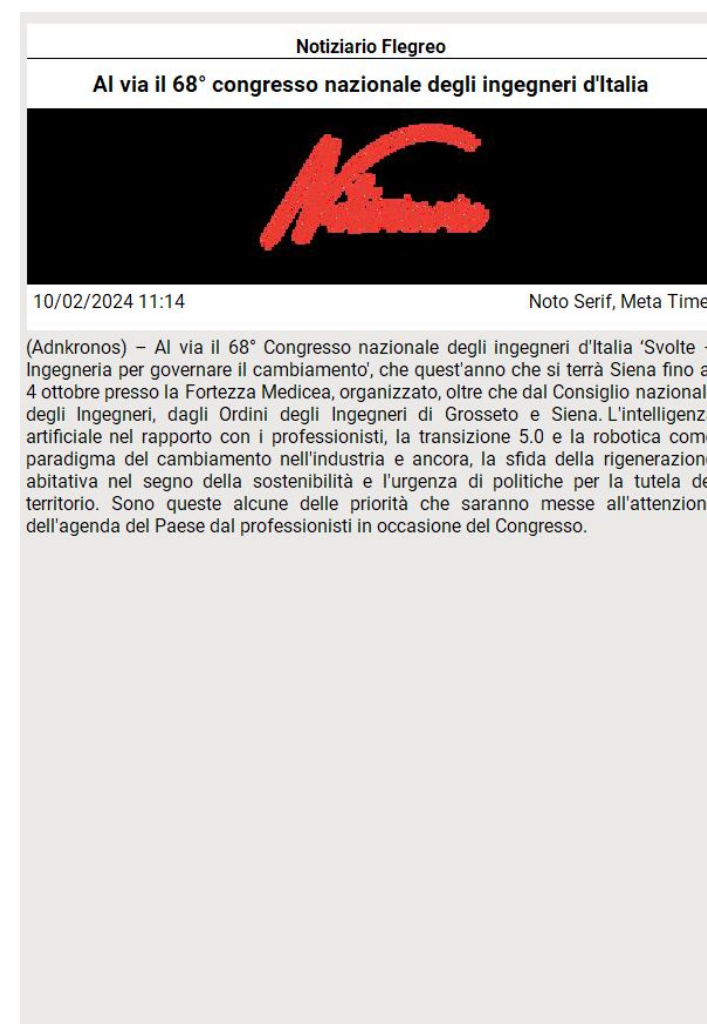 Notiziario Flegreo
Al via il 68° congresso nazionale degli ingegneri d'Italia
Il Notiziario
10/02/2024 11:14
Noto Serif, Meta Time
(Adnkronos) – Al via il 68° Congresso nazionale degli ingegneri d'Italia ‘Svolte -
Ingegneria per governare il cambiamento', che quest'anno che si terrà Siena fino a
4 ottobre presso la Fortezza Medicea, organizzato, oltre che dal Consiglio nazional
degli Ingegneri, dagli Ordini degli Ingegneri di Grosseto e Siena. L'intelligenz
artificiale nel rapporto con i professionisti, la transizione 5.0 e la robotica com
paradigma del cambiamento nell'industria e ancora, la sfida della rigenerazion
abitativa nel segno della sostenibilità e l'urgenza di politiche per la tutela de
territorio. Sono queste alcune delle priorità che saranno messe all'attenzion
dell'agenda del Paese dal professionisti in occasione del Congresso.